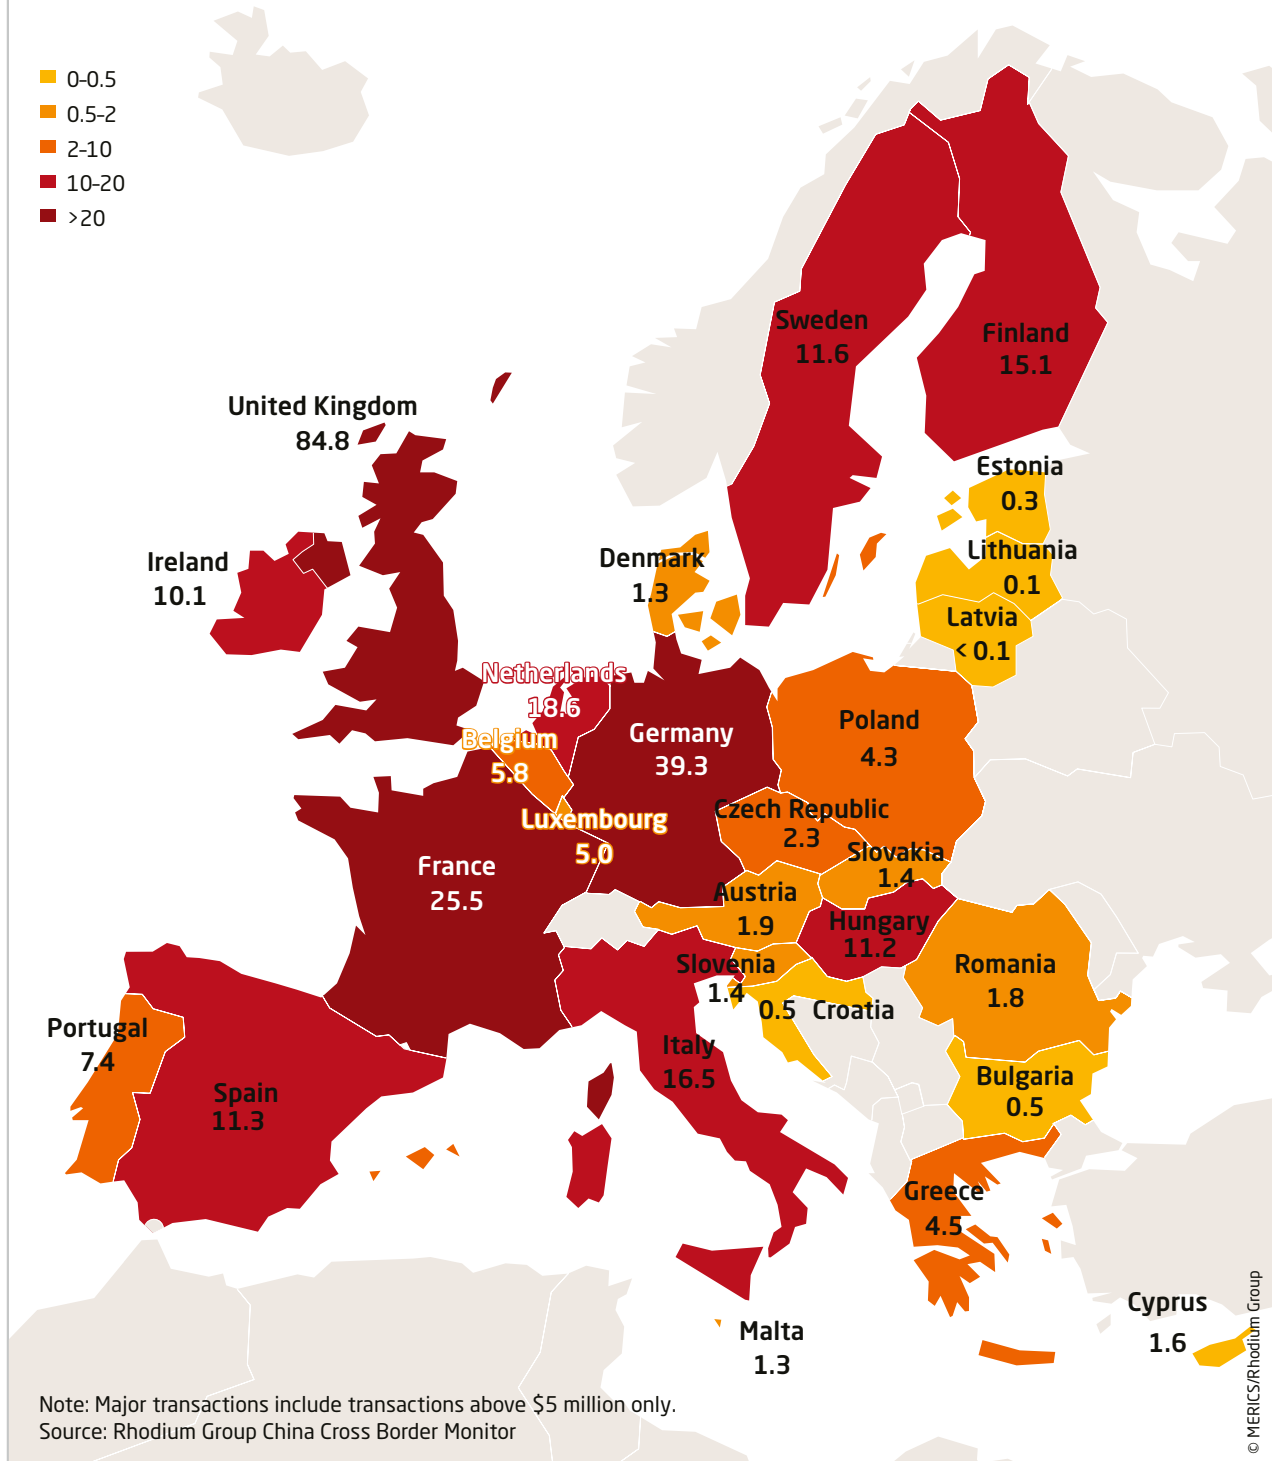 0–0.5
0.5–2
2–10
10–20
>20
Sweden
11.6
Finland
15.1
United Kingdom
84.8
Estonia
0.3
Ireland
10.1
Denmark
1.3
Lithuania
0.1
Latvia
< 0.1
Netherlands
18.6
Belgium
5.8
Germany
39.3
Poland
4.3
Luxembourg
5.0
Czech Republic
2.3
Slovakia
1.4
France
25.5
Austria
1.9
Hungary
11.2
Slovenia
1.4
0.5 Croatia
Romania
1.8
Portugal
7.4
Spain
11.3
Italy
16.5
Bulgaria
0.5
Greece
4.5
Cyprus
1.6
Malta
1.3
Note: Major transactions include transactions above $5 million only.
Source: Rhodium Group China Cross Border Monitor
© MERICS/Rhodium Group